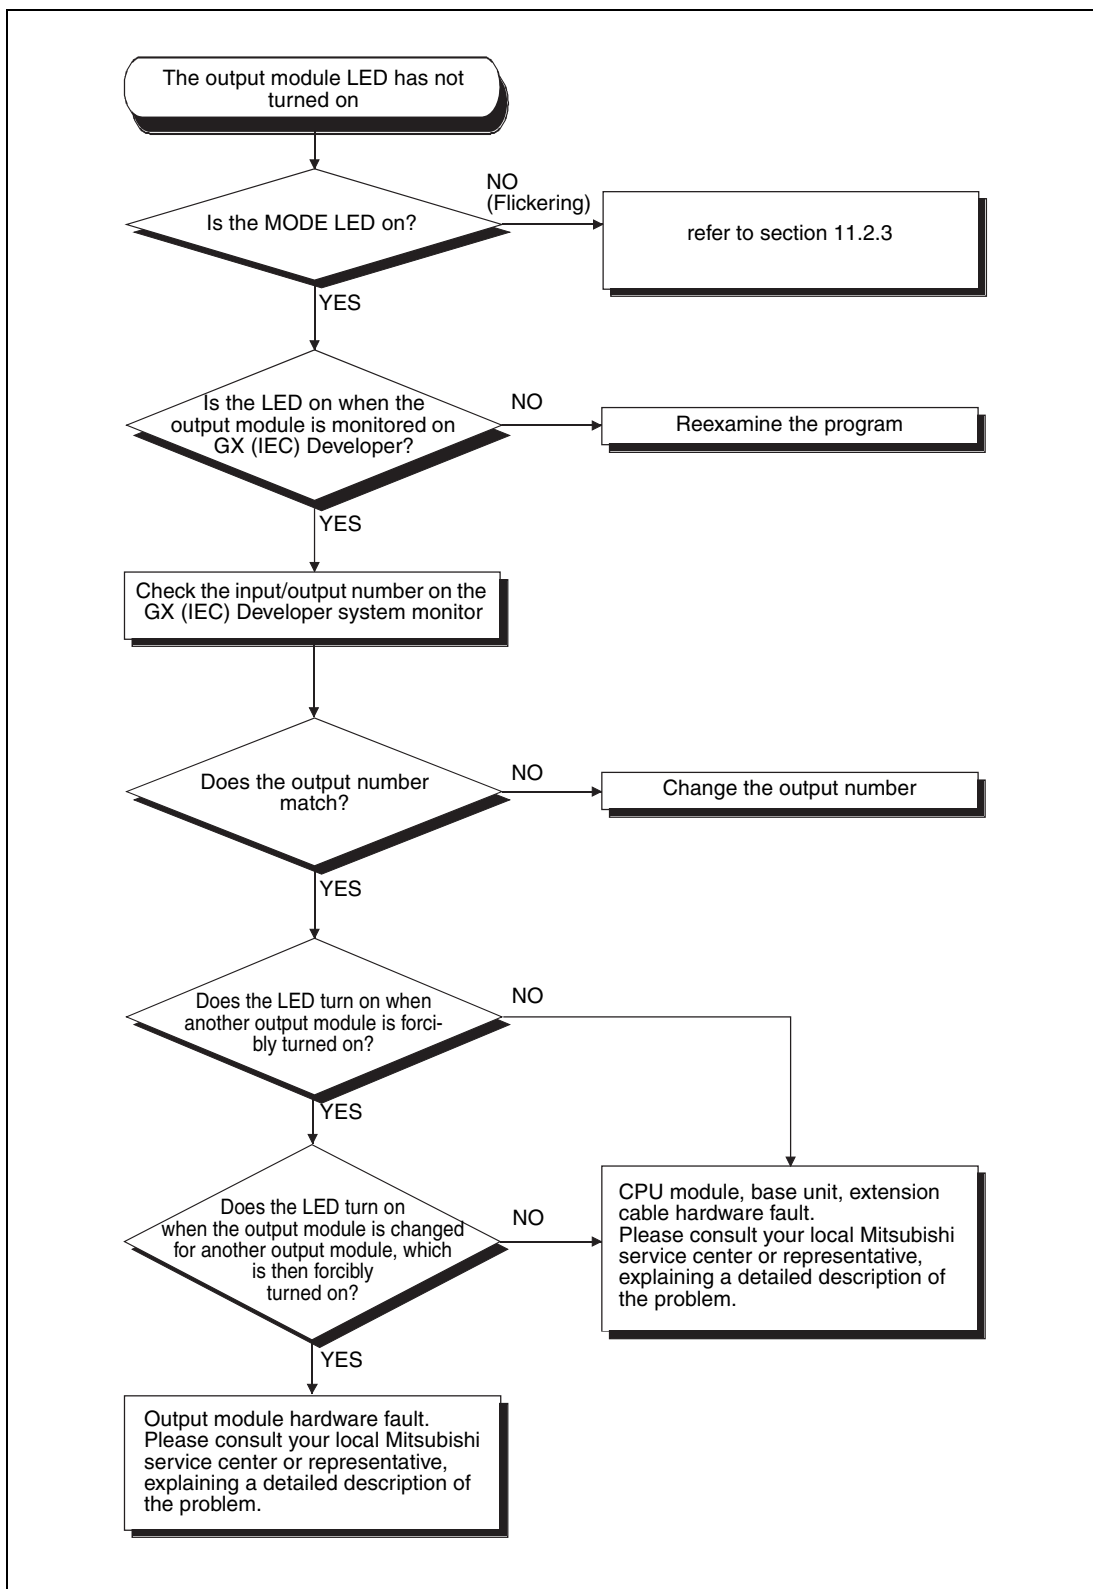 The output module LED has not
turned on
Is the MODE LED on?
NO
(Flickering)
refer to section 11.2.3
YES
Is the LED on when the
output module is monitored on
GX (IEC) Developer?
NO
Reexamine the program
YES
Check the input/output number on the
GX (IEC) Developer system monitor
Does the output number
match?
NO
Change the output number
YES
Does the LED turn on when
another output module is forci-
bly turned on?
NO
YES
Does the LED turn on
when the output module is changed
for another output module, which
is then forcibly
turned on?
NO
CPU module, base unit, extension
cable hardware fault.
Please consult your local Mitsubishi
service center or representative,
explaining a detailed description of
the problem.
YES
Output module hardware fault.
Please consult your local Mitsubishi
service center or representative,
explaining a detailed description of
the problem.